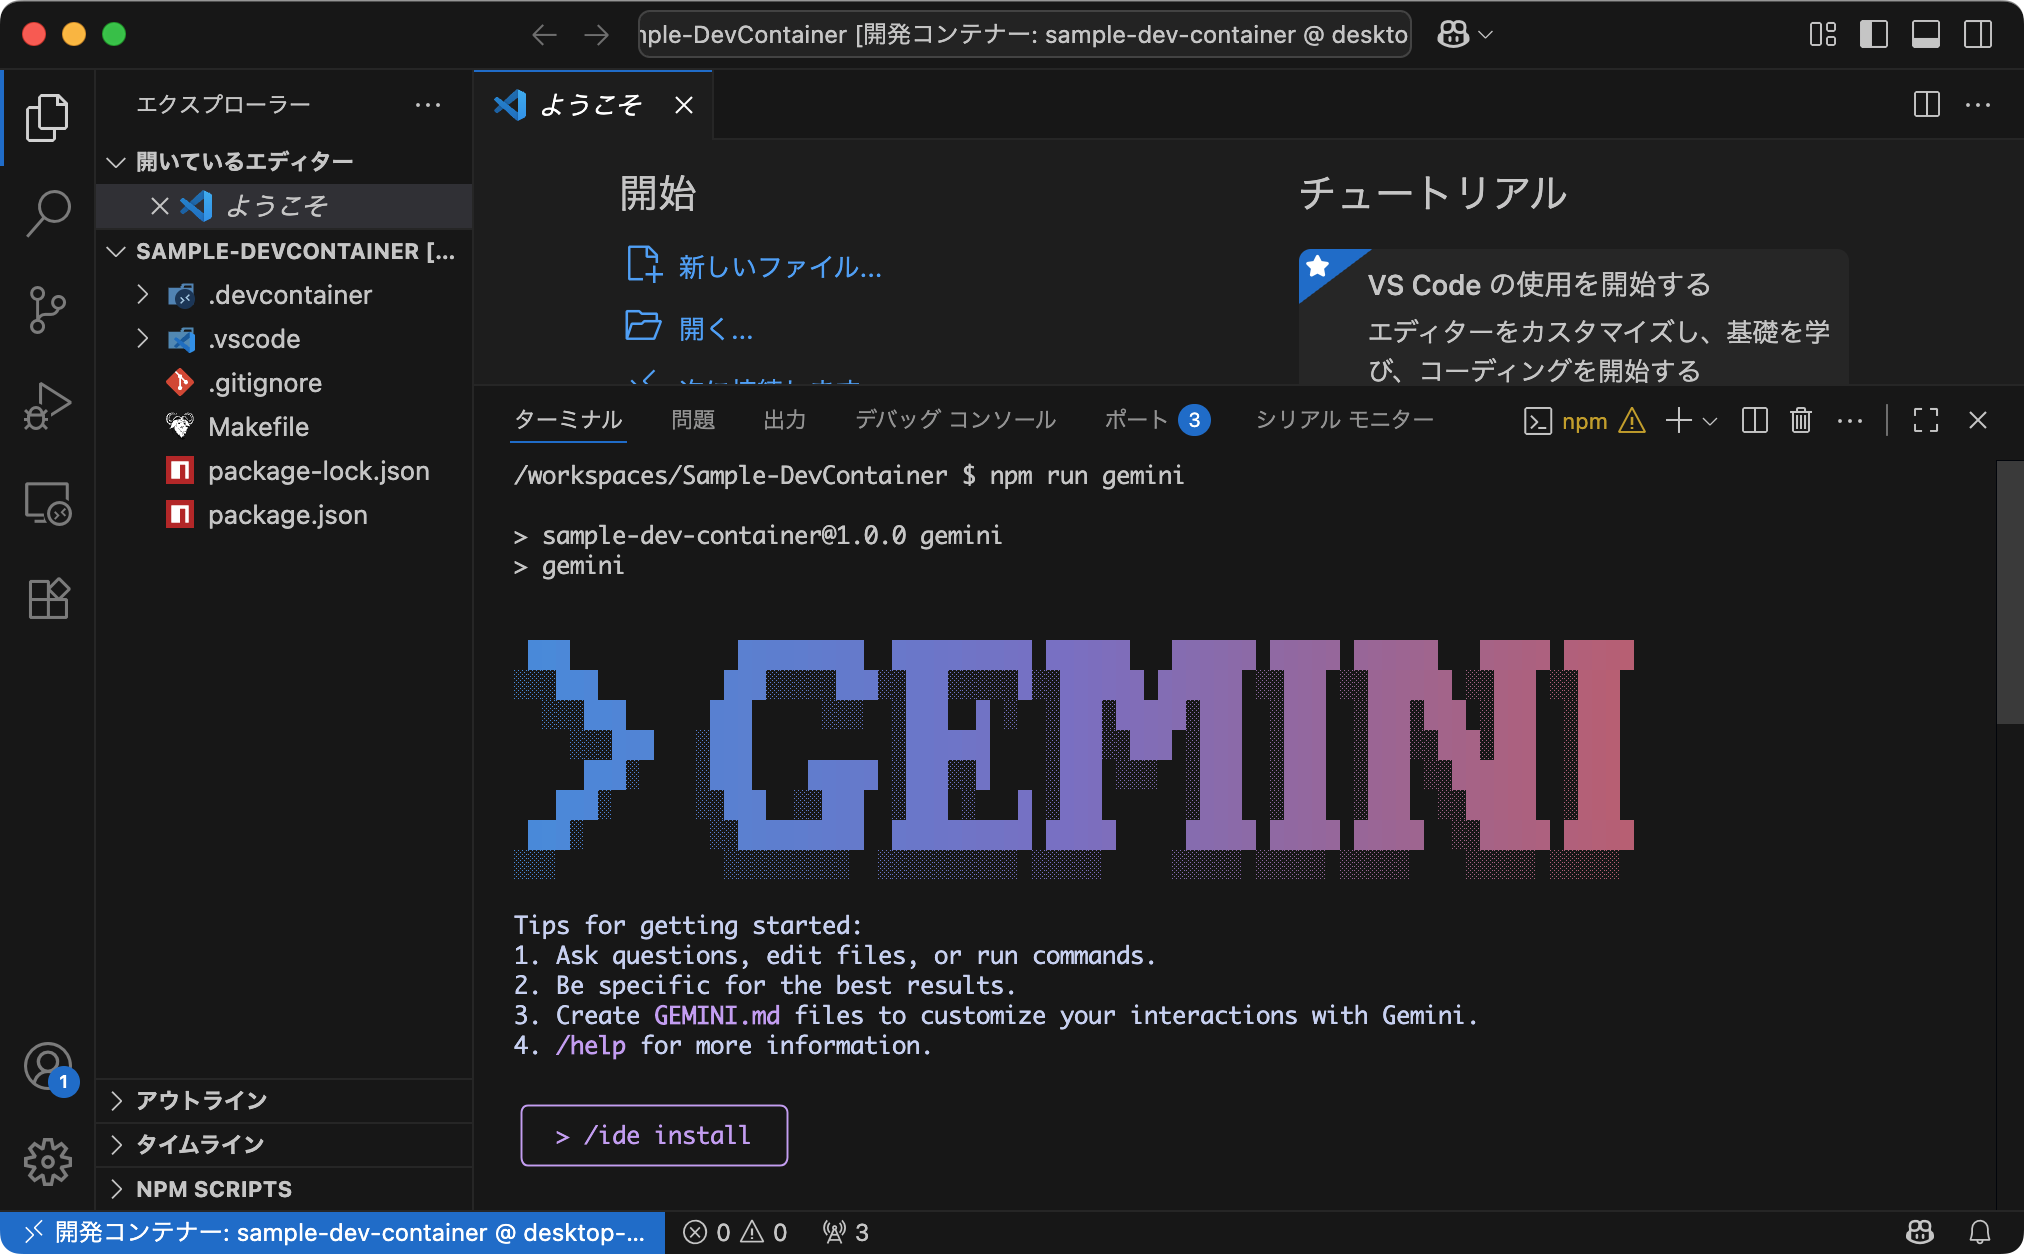 nple-DevContainer [開発コンテナー: sample-dev-container @ deskto
エクスプローラー
開いているエディター
ようこそ
SAMPLE-DEVCONTAINER [...
.devcontainer
.vscode
.gitignore
Makefile
package-lock.json
package.json
アウトライン
タイムライン
NPM SCRIPTS
1
ようこそ
開始
新しいファイル...
開く...
チュートリアル
VS Code の使用を開始する
エディターをカスタマイズし、基礎を学
び、コーディングを開始する
ターミナル 問題 出力 デバッグ コンソール ポート 3 シリアル モニター npm
/workspaces/Sample-DevContainer $ npm run gemini
> sample-dev-container@1.0.0 gemini
> gemini
> GEMINI
Tips for getting started:
1. Ask questions, edit files, or run commands.
2. Be specific for the best results.
3. Create GEMINI.md files to customize your interactions with Gemini.
4. /help for more information.
> /ide install
開発コンテナー: sample-dev-container @ desktop-... 0 0 3